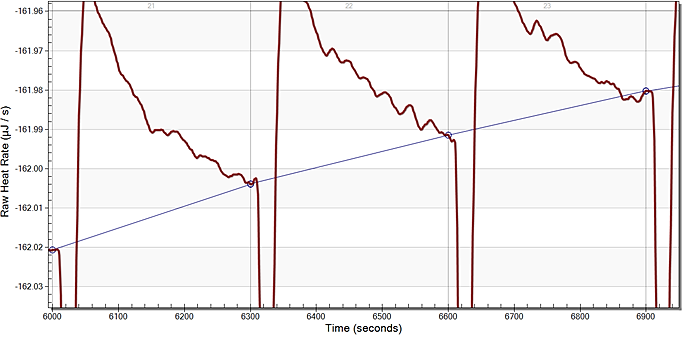 21 22 23
-161.96
-161.97
-161.98
-161.99
-162.00
-162.01
-162.02
-162.03
Raw Heat Rate (µJ / s)
6000 6100 6200 6300 6400 6500 6600 6700 6800 6900
Time (seconds)